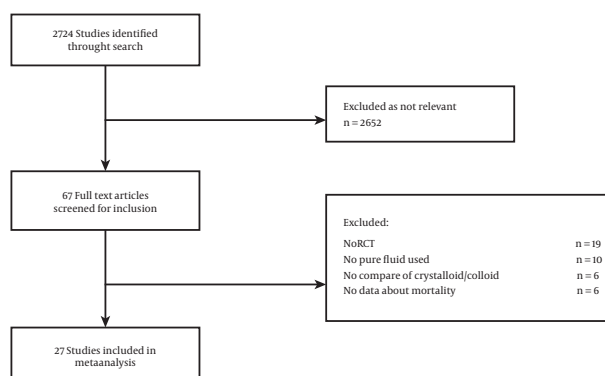 2724 Studies identified
throught search
Excluded as not relevant
n = 2652
67 Full text articles
screened for inclusion
Excluded:
NoRCT n = 19
No pure fluid used n = 10
No compare of crystalloid/colloid n = 6
No data about mortality n = 6
27 Studies included in
metaanalysis